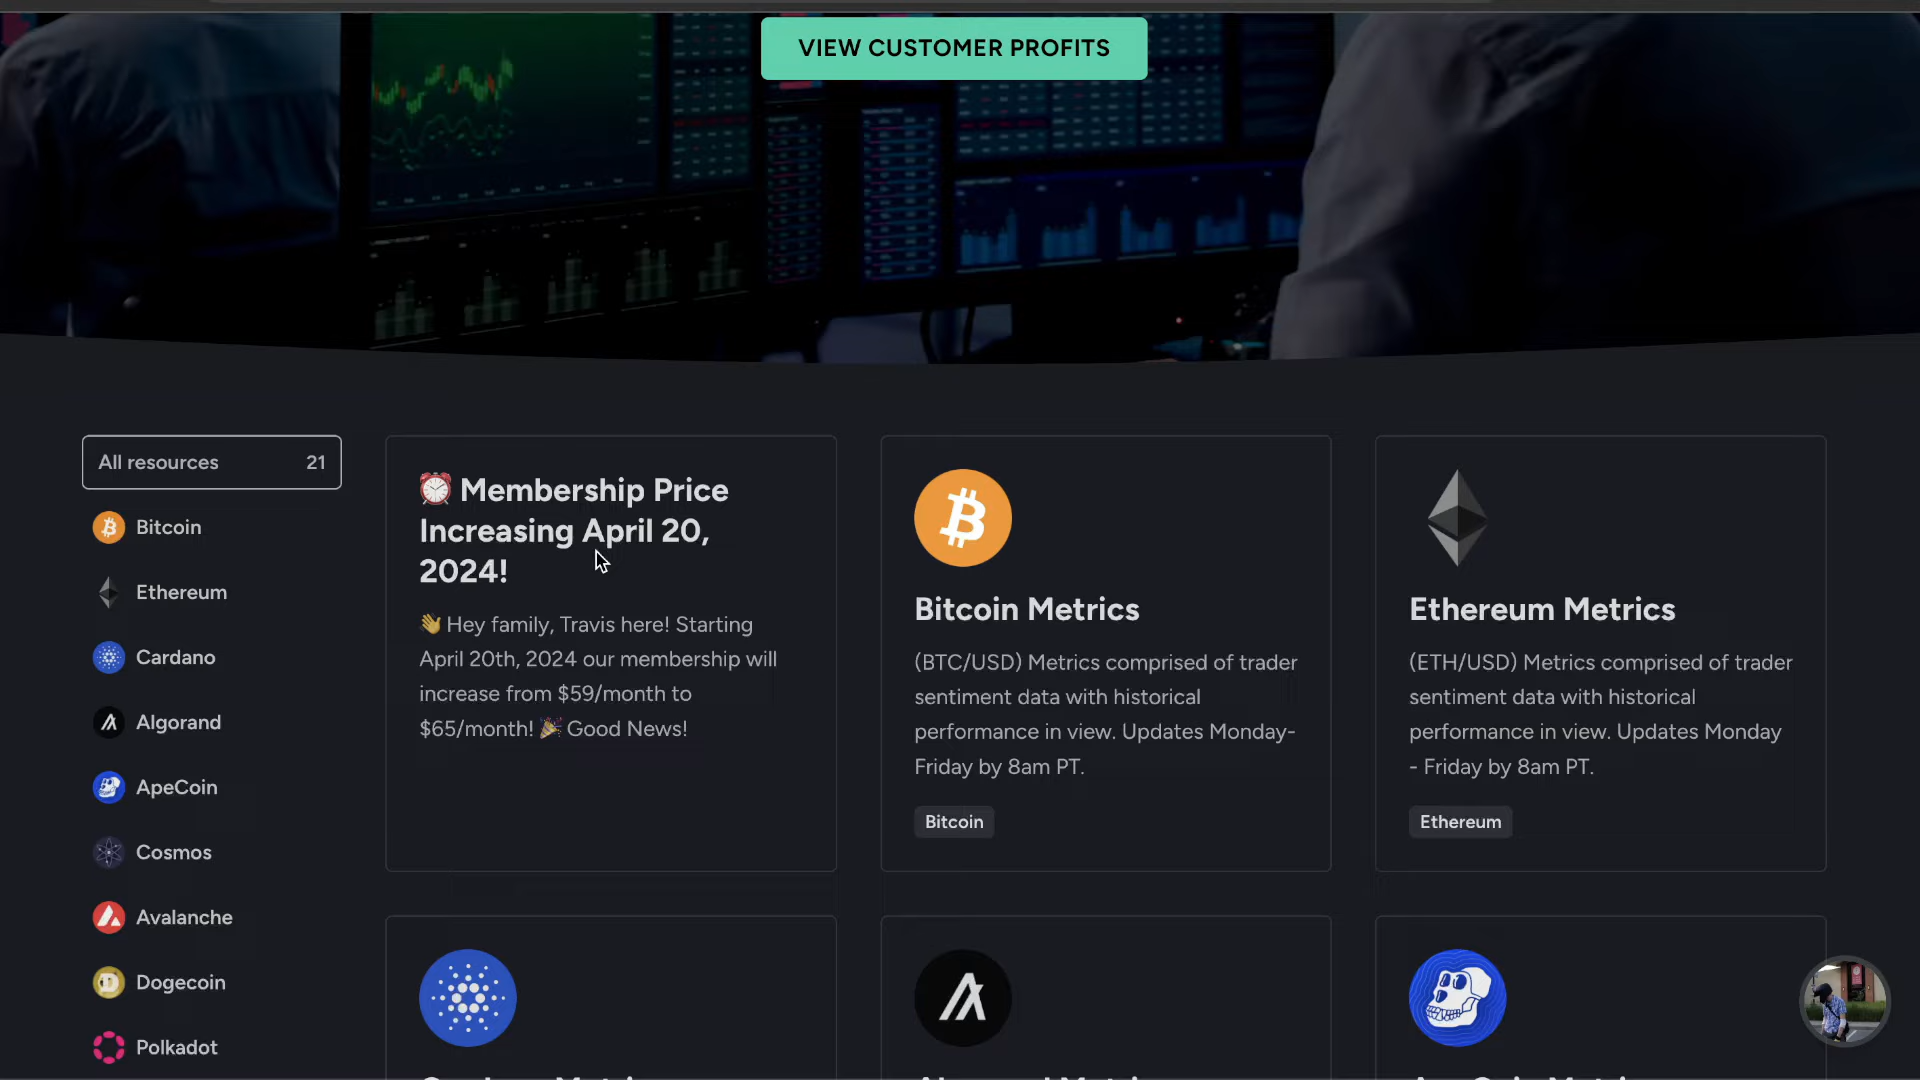 VIEW CUSTOMER PROFITS
All resources 21
Bitcoin
Ethereum
Cardano
Algorand
ApeCoin
Cosmos
Avalanche
Dogecoin
Polkadot
⏰ Membership Price
Increasing April 20,
2024!
👋 Hey family, Travis here! Starting
April 20th, 2024 our membership will
increase from $59/month to
$65/month! 🎉 Good News!
Bitcoin Metrics
(BTC/USD) Metrics comprised of trader
sentiment data with historical
performance in view. Updates Monday-
Friday by 8am PT.
Bitcoin
Ethereum Metrics
(ETH/USD) Metrics comprised of trader
sentiment data with historical
performance in view. Updates Monday
- Friday by 8am PT.
Ethereum